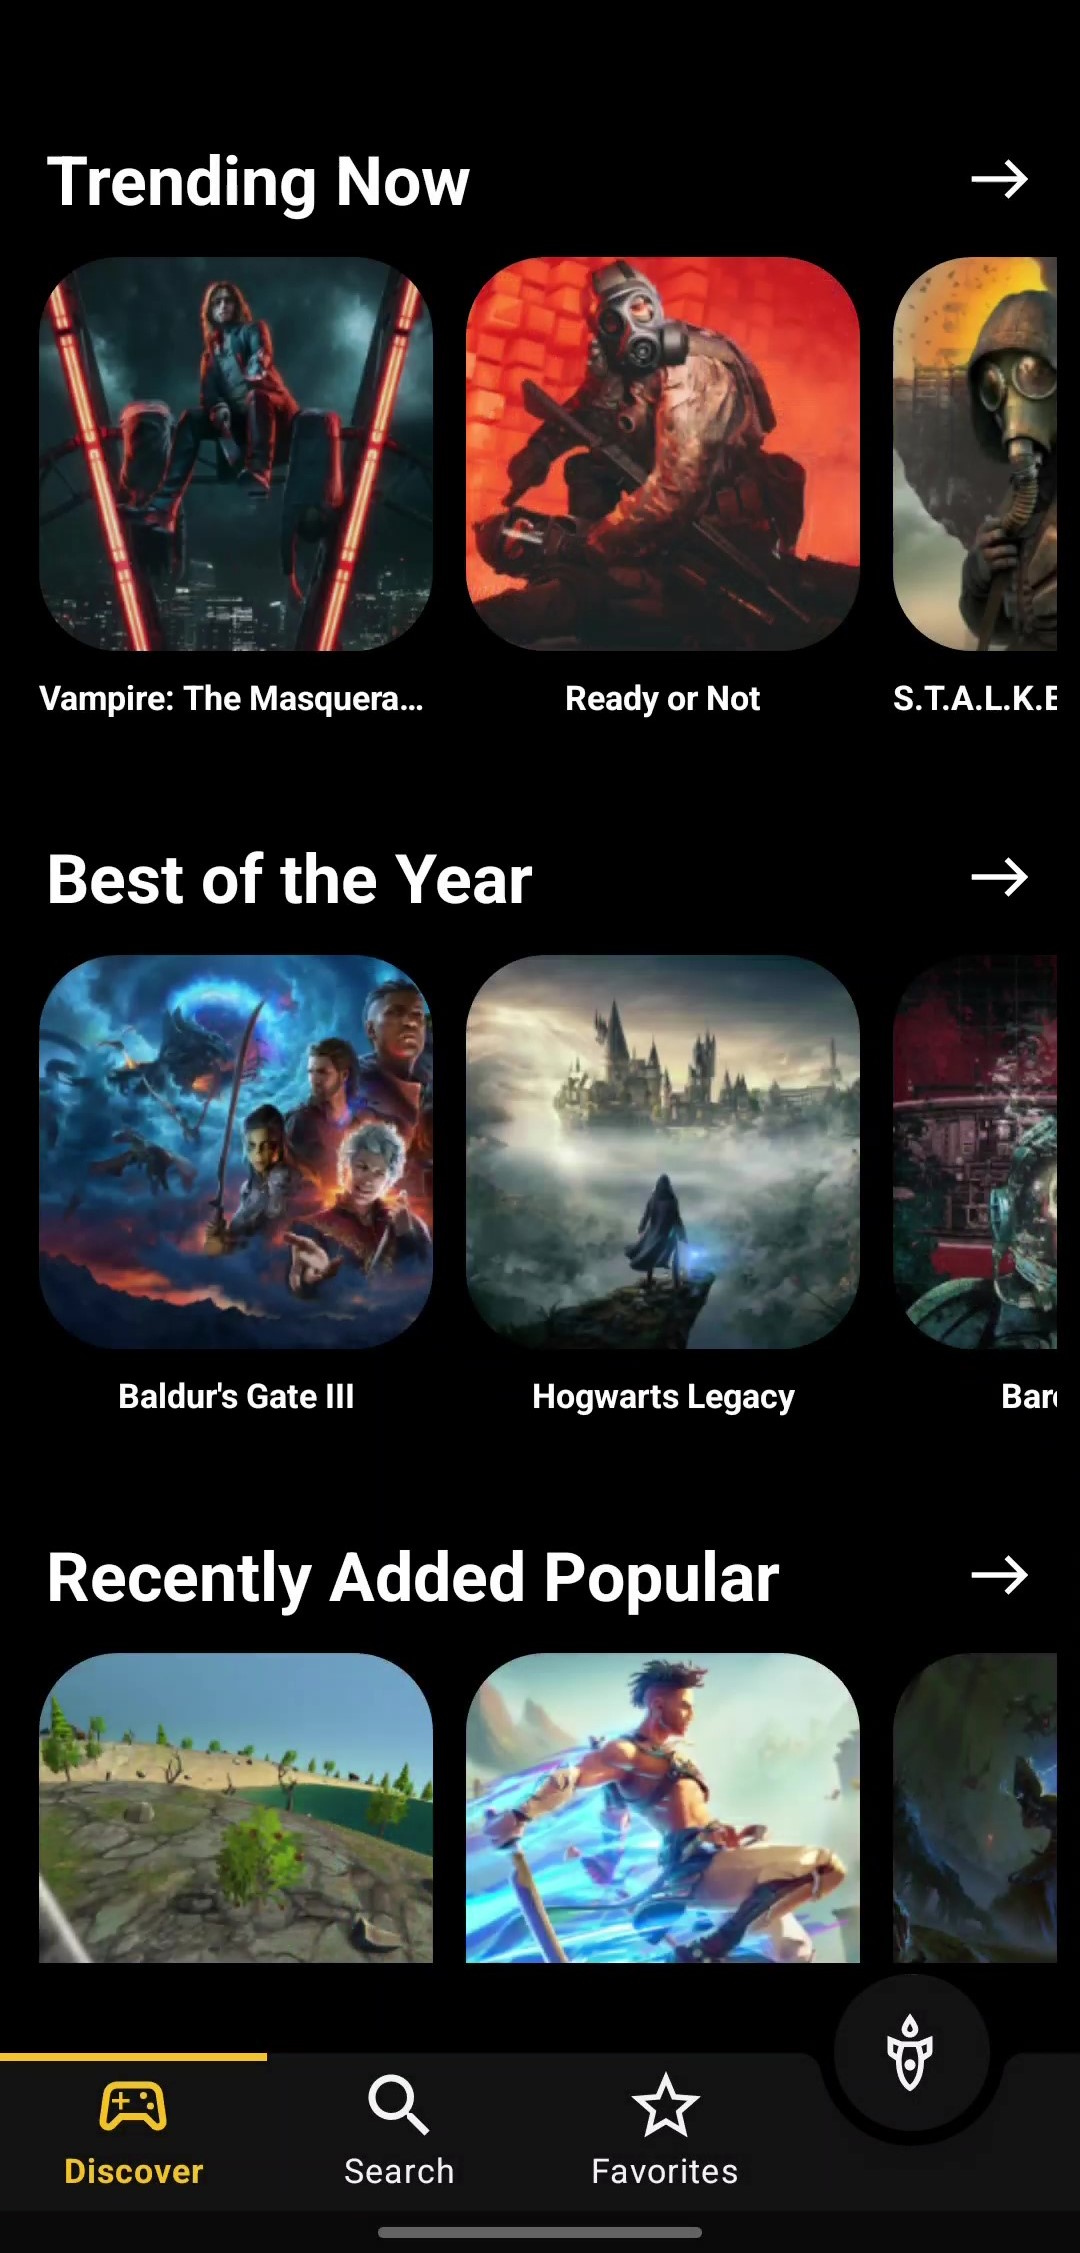 Trending Now
Vampire: The Masquera...
Ready or Not
S.T.A.L.K.E
Best of the Year
Baldur's Gate III
Hogwarts Legacy
Baro
Recently Added Popular
Discover
Search
Favorites